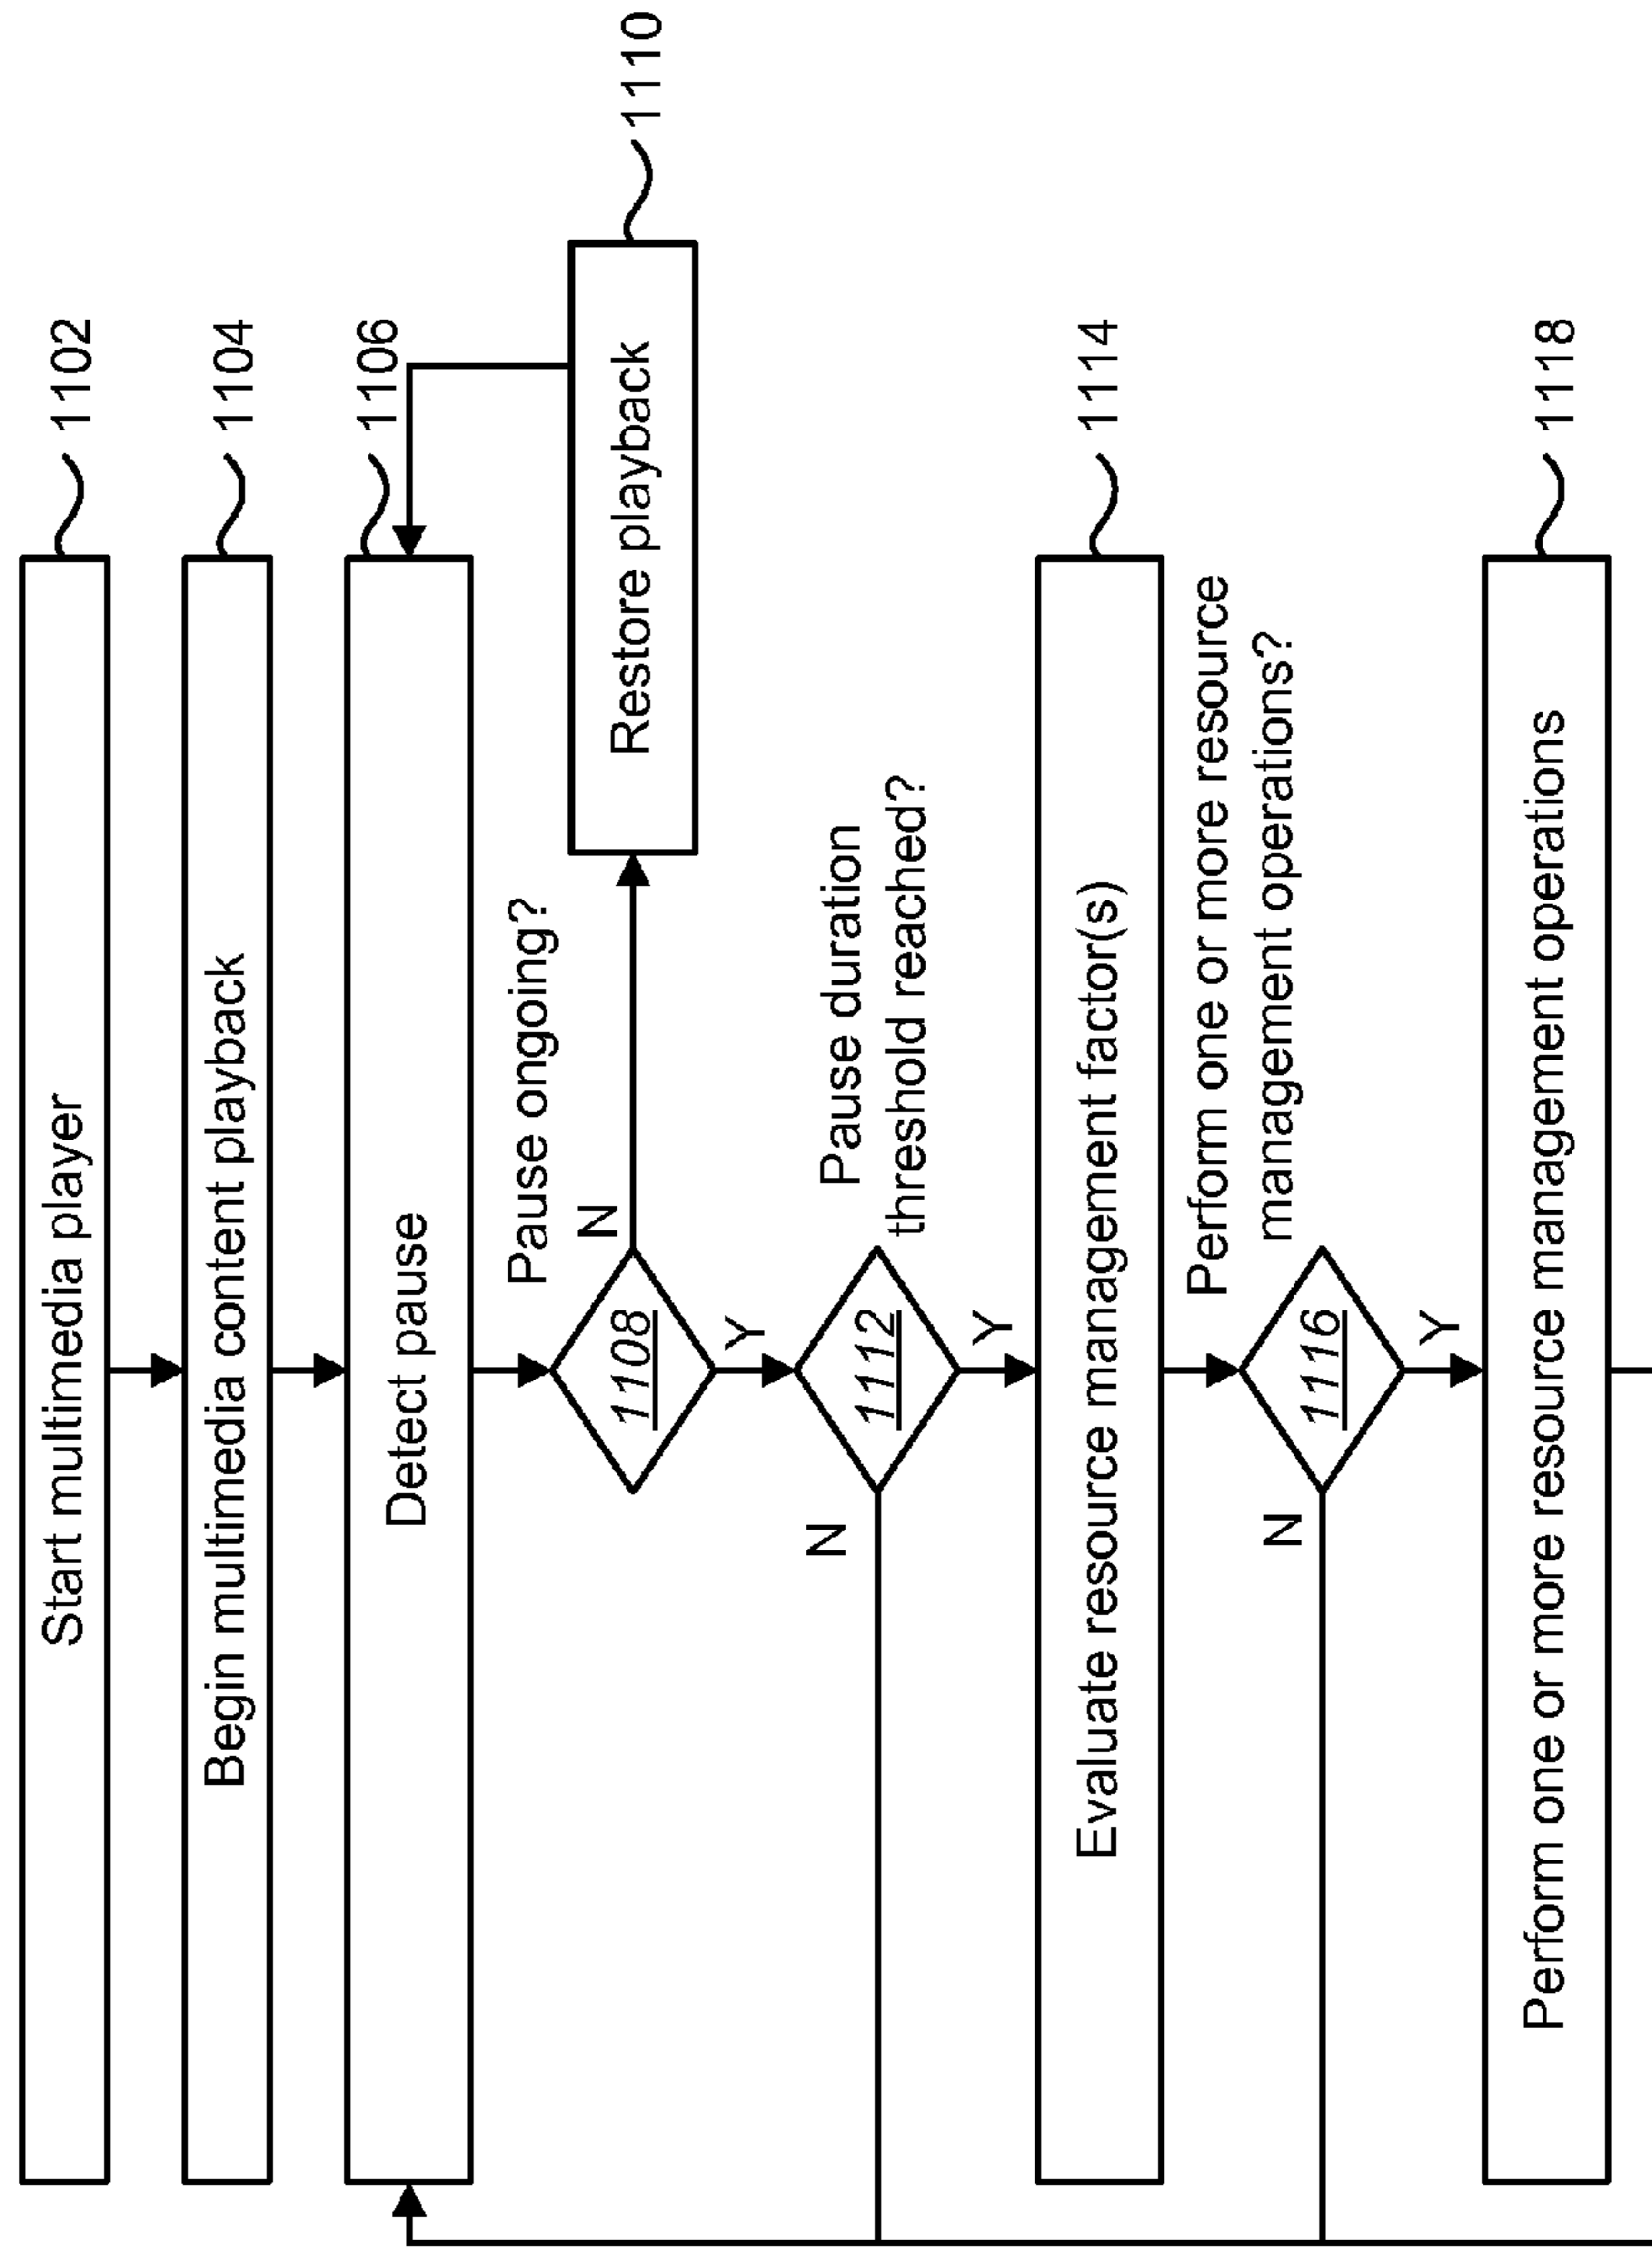 Start multimedia player
1102
Begin multimedia content playback
1104
Detect pause
1106
Pause ongoing?
1108
N
Y
Restore playback
1110
Pause duration
threshold reached?
1112
N
Y
Evaluate resource management factor(s)
1114
Perform one or more resource
management operations?
1116
N
Y
Perform one or more resource management operations
1118